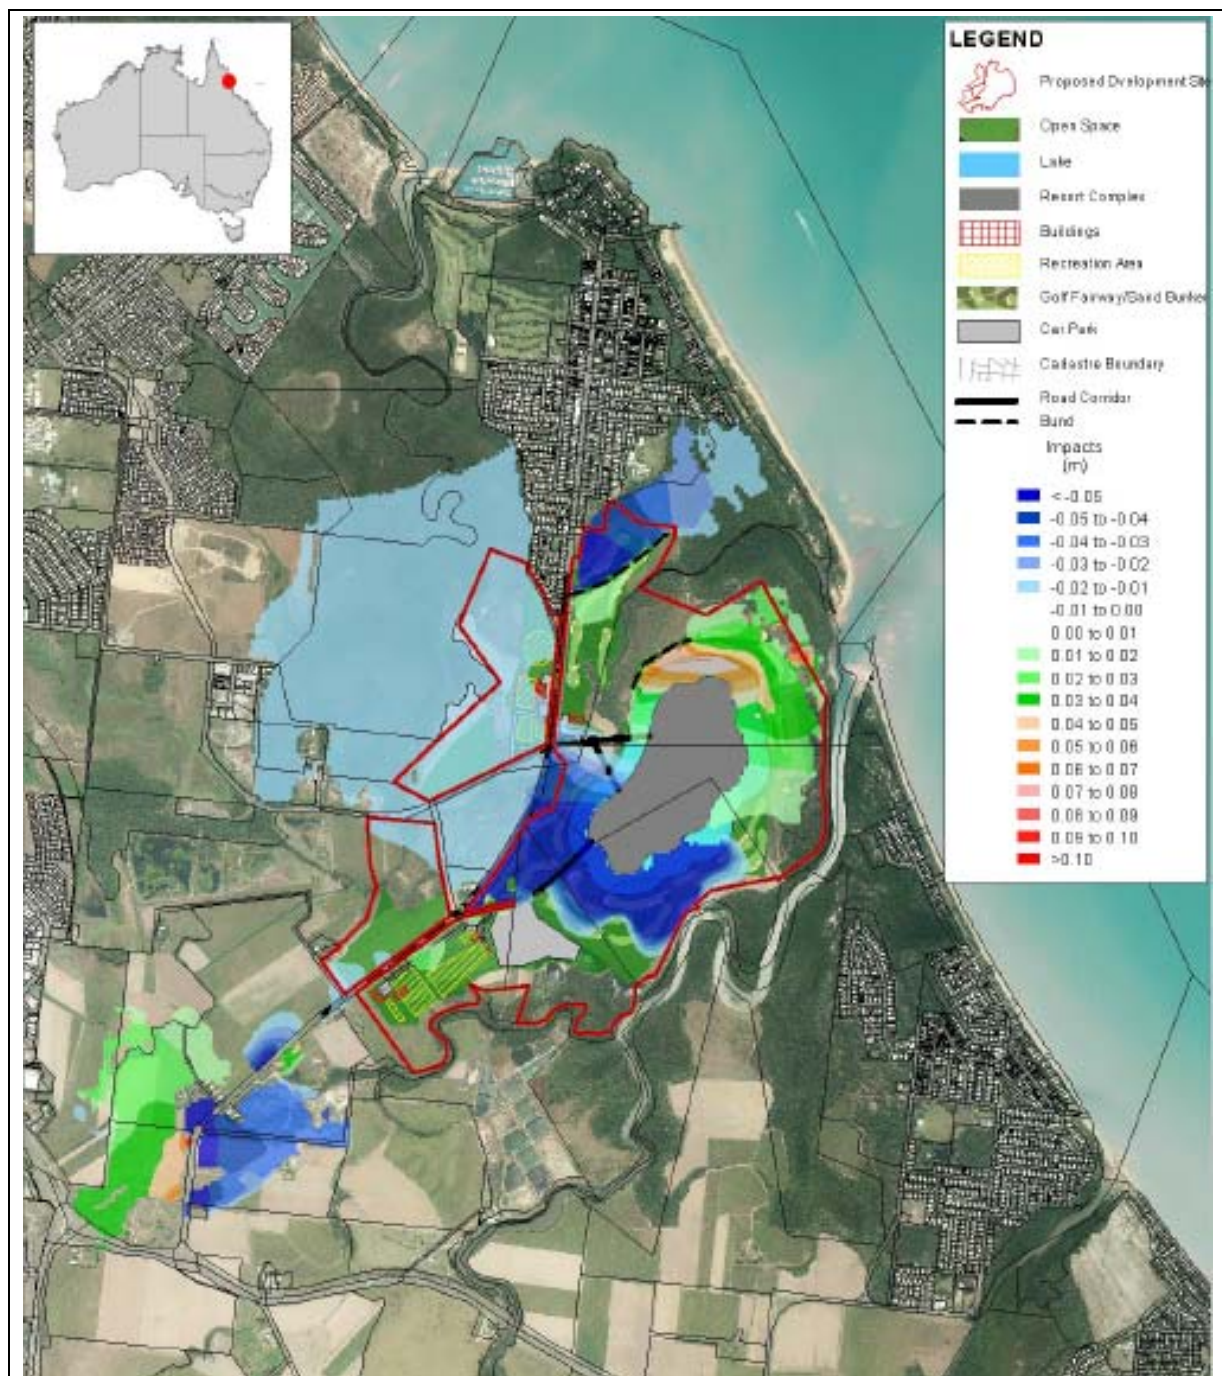 LEGEND
Proposed Dvelopment Site
Open Space
Lake
Resort Complex
Buildings
Recreation Area
Golf Fairway/Sand Bunker
Car Park
Cadastre Boundary
Road Corridor
Bund
Impacts
(m)
< -0.05
-0.05 to -0.04
-0.04 to -0.03
-0.03 to -0.02
-0.02 to -0.01
-0.01 to 0.00
0.00 to 0.01
0.01 to 0.02
0.02 to 0.03
0.03 to 0.04
0.04 to 0.05
0.05 to 0.06
0.06 to 0.07
0.07 to 0.08
0.08 to 0.09
0.09 to 0.10
>0.10